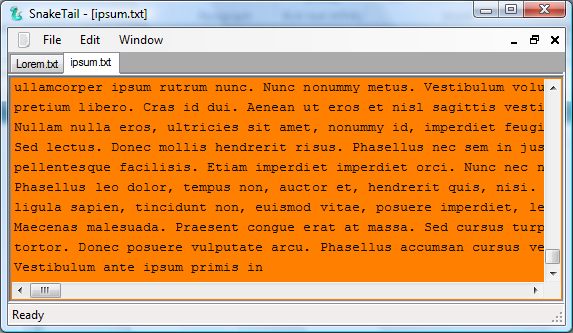 SnakeTail - [ipsum.txt]
File Edit Window
Lorem.txt ipsum.txt
ullamcorper ipsum rutrum nunc. Nunc nonummy metus. Vestibulum volu
pretium libero. Cras id dui. Aenean ut eros et nisl sagittis vesti
Nullam nulla eros, ultricies sit amet, nonummy id, imperdiet feugi
Sed lectus. Donec mollis hendrerit risus. Phasellus nec sem in jus
pellentesque facilisis. Etiam imperdiet imperdiet orci. Nunc nec n
Phasellus leo dolor, tempus non, auctor et, hendrerit quis, nisi.
ligula sapien, tincidunt non, euismod vitae, posuere imperdiet, le
Maecenas malesuada. Praesent congue erat at massa. Sed cursus turp
tortor. Donec posuere vulputate arcu. Phasellus accumsan cursus ve
Vestibulum ante ipsum primis in
Ready